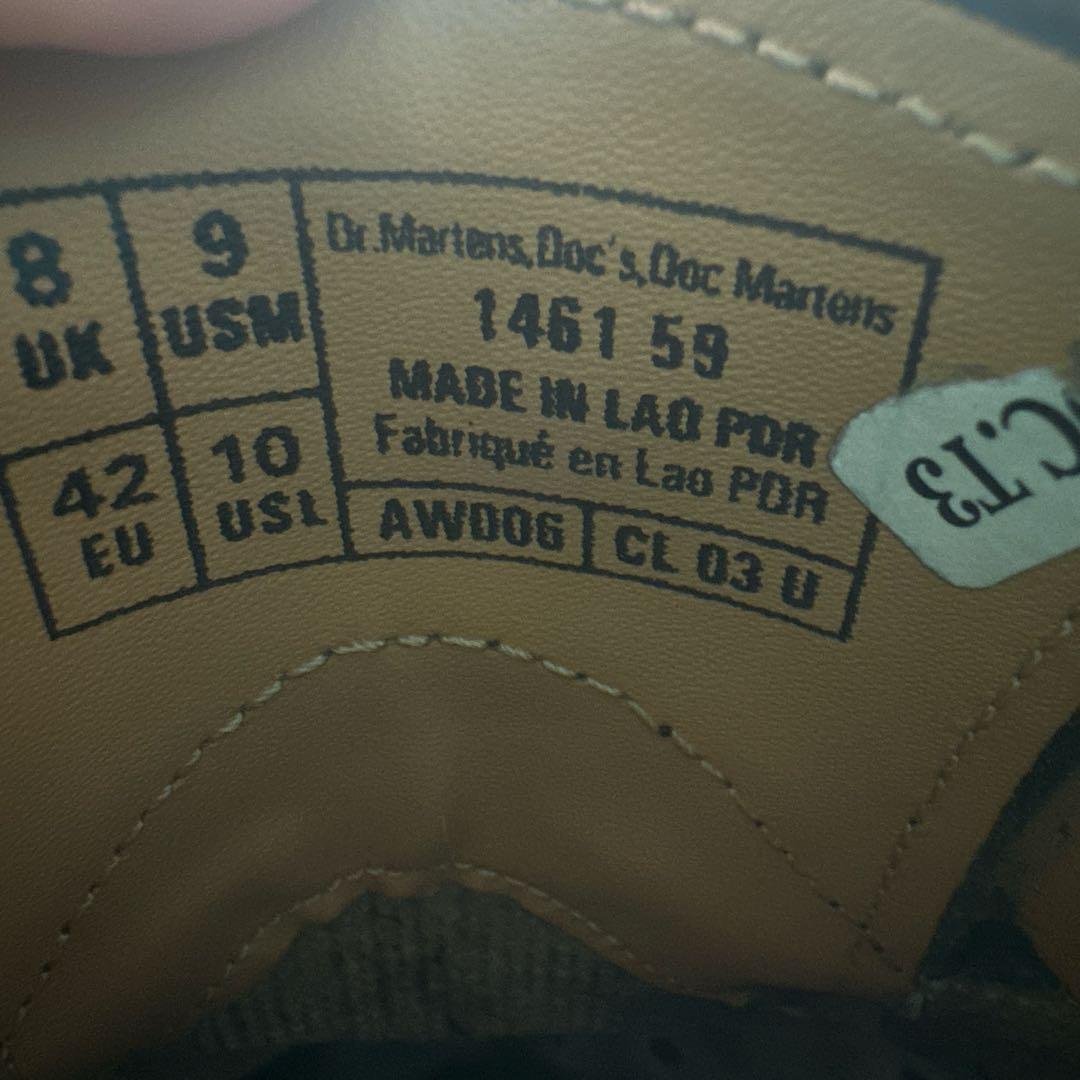 8
UK
9
USM
42
EU
10
USL
Dr.Martens,Doc's,Doc Martens
1461 59
MADE IN LAO PDR
Fabriqué en Lao PDR
AW006
CL 03 U
C.T3